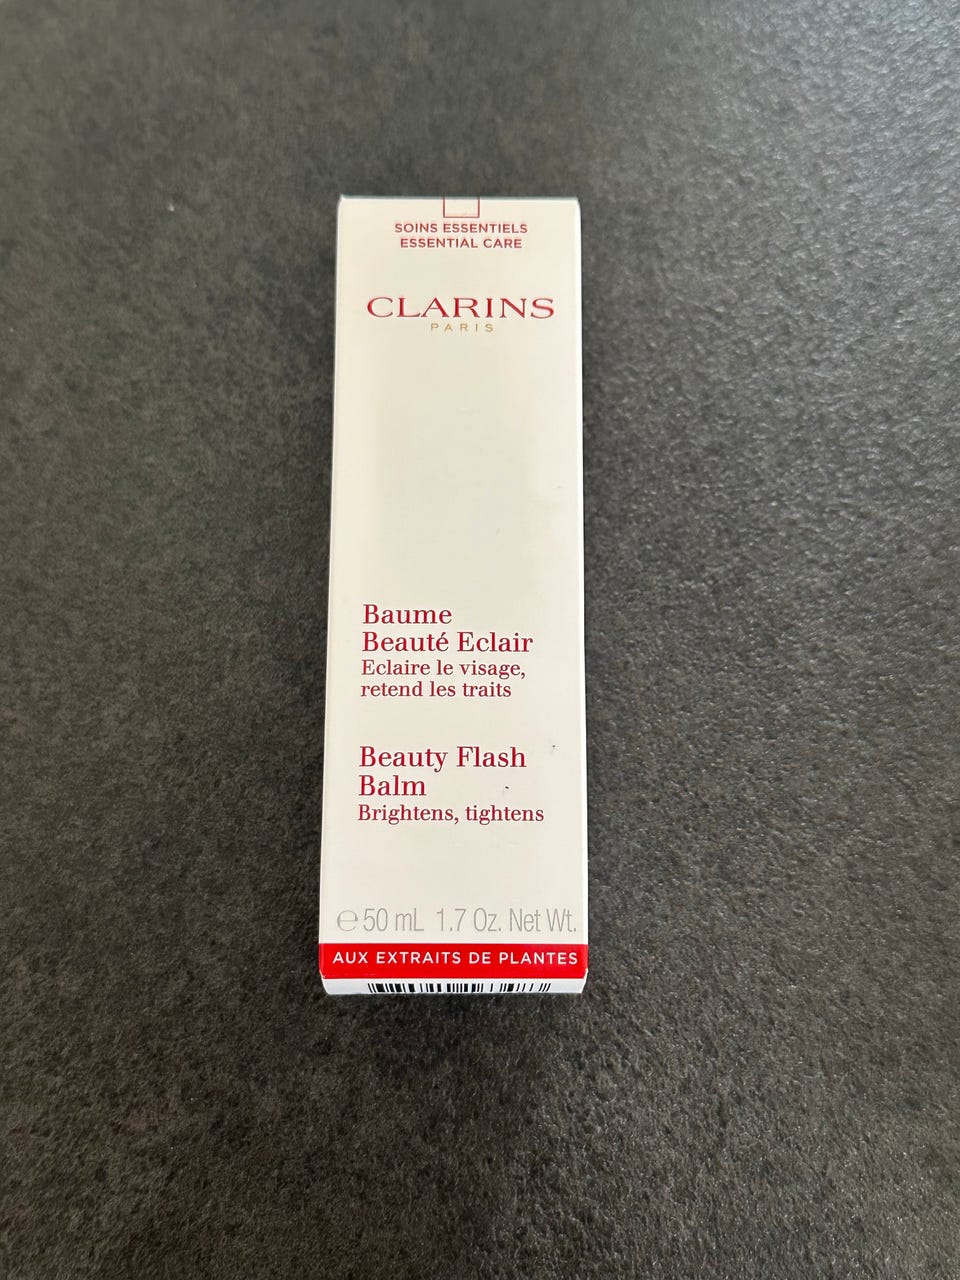 SOINS ESSENTIELS
ESSENTIAL CARE
CLARINS
PARIS
Baume
Beauté Eclair
Eclaire le visage,
retend les traits
Beauty Flash
Balm
Brightens, tightens
℮ 50 mL 1.7 Oz. Net Wt.
AUX EXTRAITS DE PLANTES